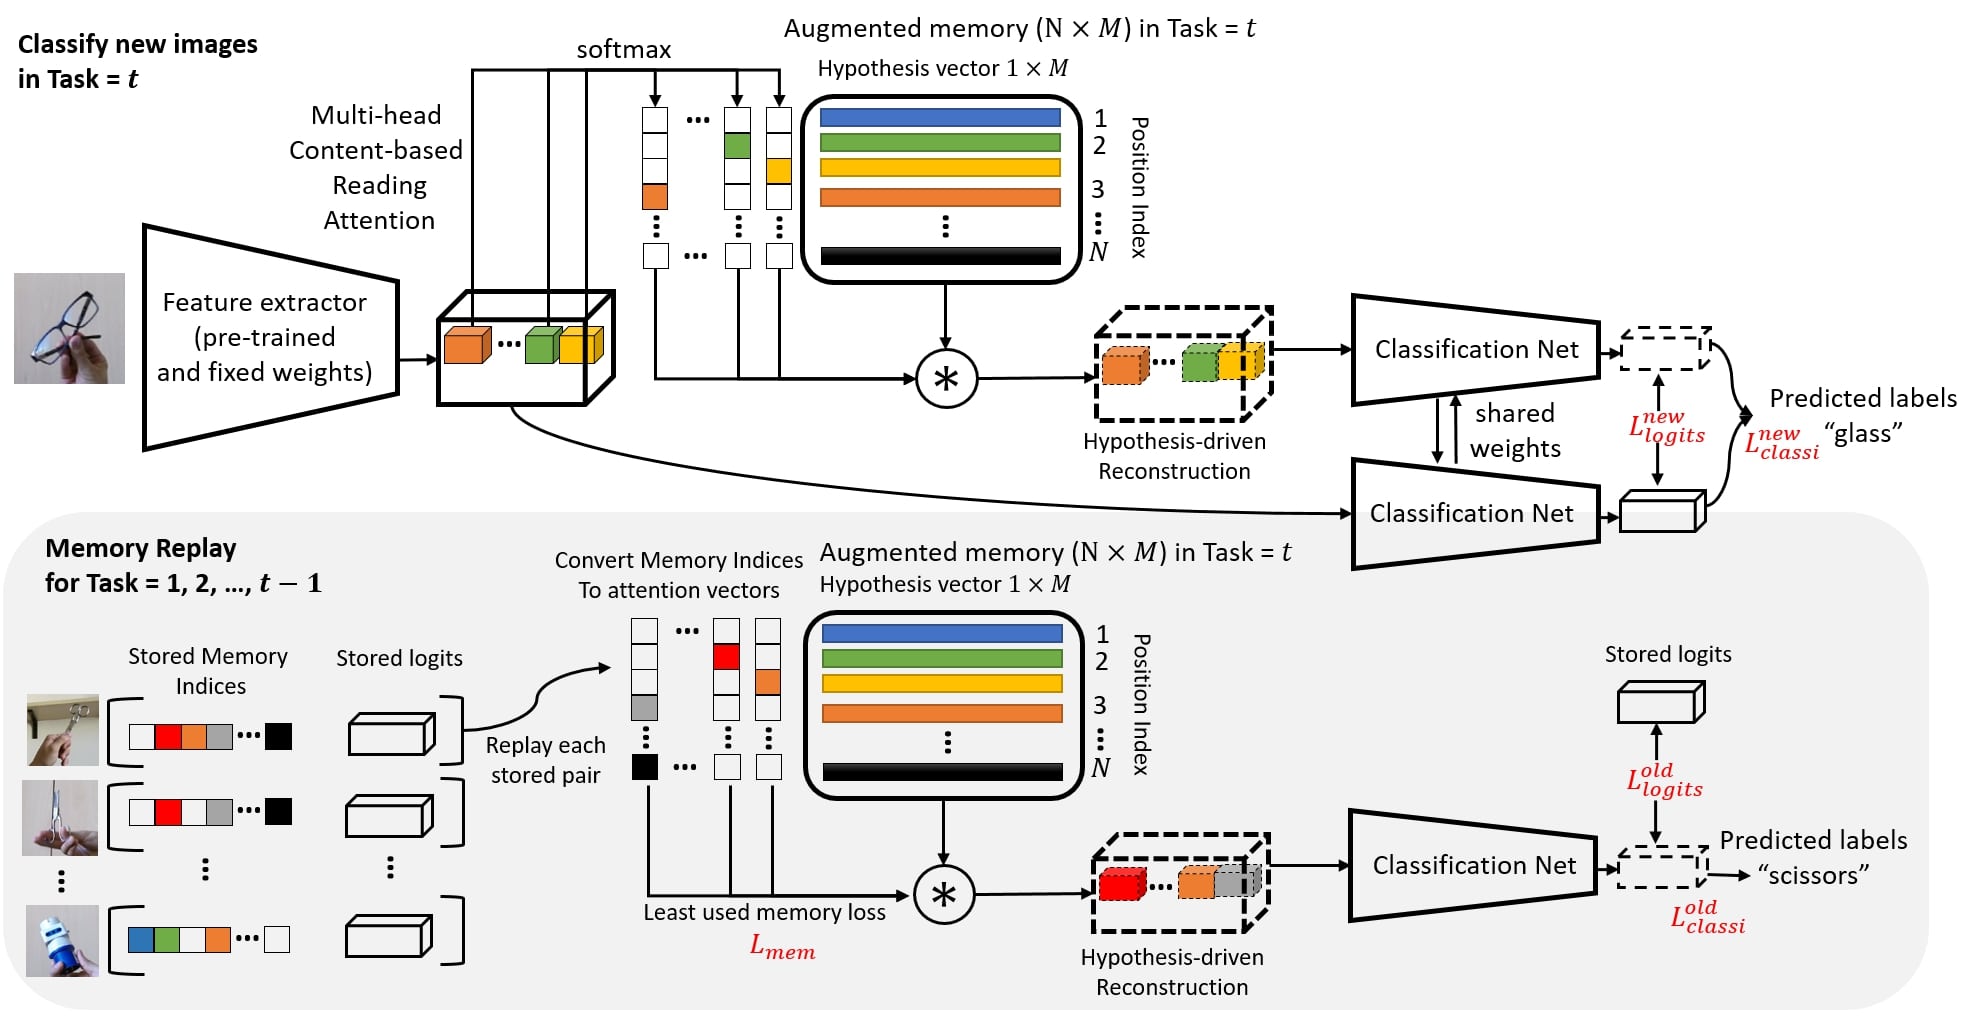 Classify new images
in Task = t
softmax
Augmented memory (N × M) in Task = t
Hypothesis vector 1 × M
Multi-head
Content-based
Reading
Attention
1
2
3
N
Position Index
Feature extractor
(pre-trained
and fixed weights)
*
Hypothesis-driven
Reconstruction
Classification Net
shared
weights
L_{logits}^{new}
L_{classi}^{new}
Predicted labels
“glass”
Classification Net
Memory Replay
for Task = 1, 2, ..., t − 1
Stored Memory
Indices
Stored logits
Replay each
stored pair
Convert Memory Indices
To attention vectors
Augmented memory (N × M) in Task = t
Hypothesis vector 1 × M
1
2
3
N
Position Index
Least used memory loss
L_{mem}
*
Hypothesis-driven
Reconstruction
Classification Net
Stored logits
L_{logits}^{old}
Predicted labels
“scissors”
L_{classi}^{old}